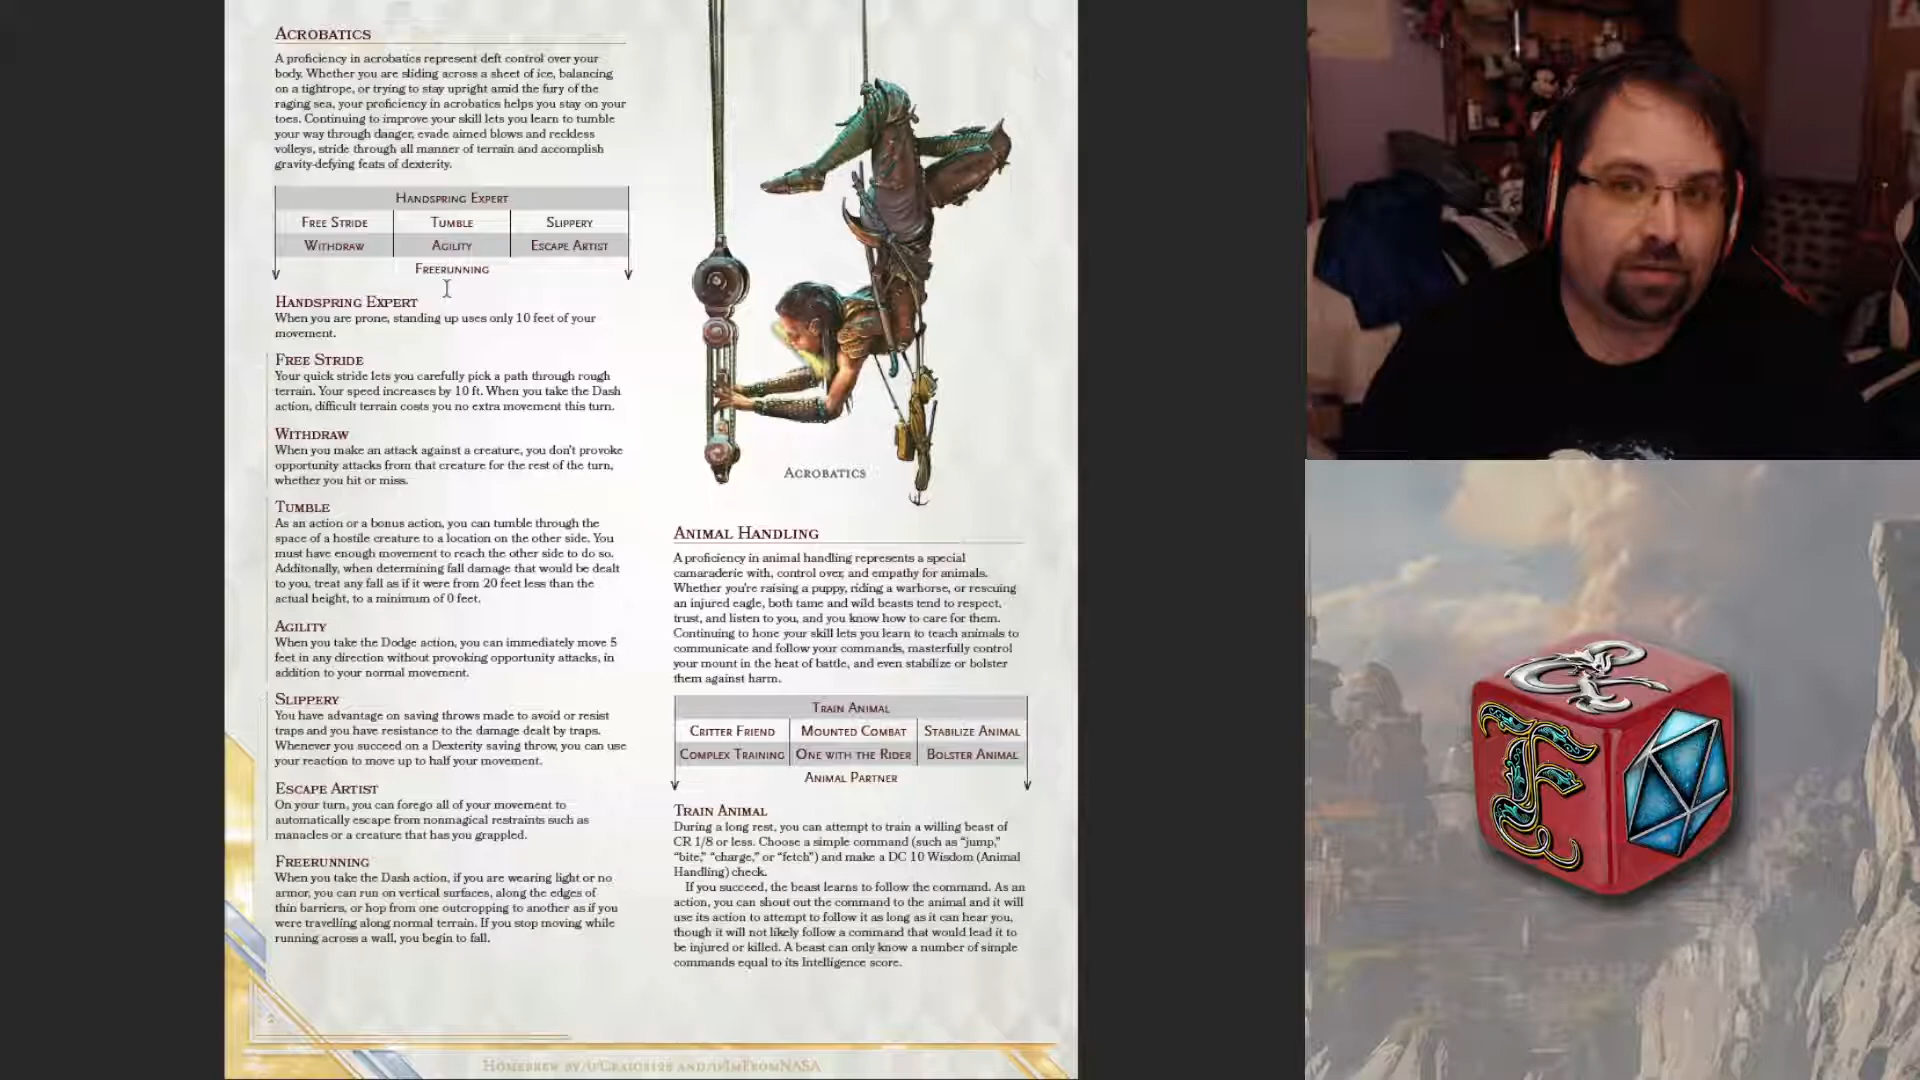 ACROBATICS
A proficiency in acrobatics represent deft control over your
body. Whether you are sliding across a sheet of ice, balancing
on a tightrope, or trying to stay upright amid the fury of the
raging sea, your proficiency in acrobatics helps you stay on your
toes. Continuing to improve your skill lets you learn to tumble
your way through danger, evade aimed blows and reckless
volleys, stride through all manner of terrain and accomplish
gravity-defying feats of dexterity.
HANDSPRING EXPERT
FREE STRIDE TUMBLE SLIPPERY
WITHDRAW AGILITY ESCAPE ARTIST
FREERUNNING
HANDSPRING EXPERT
When you are prone, standing up uses only 10 feet of your
movement.
FREE STRIDE
Your quick stride lets you carefully pick a path through rough
terrain. Your speed increases by 10 ft. When you take the Dash
action, difficult terrain costs you no extra movement this turn.
WITHDRAW
When you make an attack against a creature, you don't provoke
opportunity attacks from that creature for the rest of the turn,
whether you hit or miss.
TUMBLE
As an action or a bonus action, you can tumble through the
space of a hostile creature to a location on the other side. You
must have enough movement to reach the other side to do so.
Additonally, when determining fall damage that would be dealt
to you, treat any fall as if it were from 20 feet less than the
actual height, to a minimum of 0 feet.
AGILITY
When you take the Dodge action, you can immediately move 5
feet in any direction without provoking opportunity attacks, in
addition to your normal movement.
SLIPPERY
You have advantage on saving throws made to avoid or resist
traps and you have resistance to the damage dealt by traps.
Whenever you succeed on a Dexterity saving throw, you can use
your reaction to move up to half your movement.
ESCAPE ARTIST
On your turn, you can forego all of your movement to
automatically escape from nonmagical restraints such as
manacles or a creature that has you grappled.
FREERUNNING
When you take the Dash action, if you are wearing light or no
armor, you can run on vertical surfaces, along the edges of
thin barriers, or hop from one outcropping to another as if you
were travelling along normal terrain. If you stop moving while
running across a wall, you begin to fall.
ACROBATICS
ANIMAL HANDLING
A proficiency in animal handling represents a special
camaraderie with, control over, and empathy for animals.
Whether you're raising a puppy, riding a warhorse, or rescuing
an injured eagle, both tame and wild beasts tend to respect,
trust, and listen to you, and you know how to care for them.
Continuing to hone your skill lets you learn to teach animals to
communicate and follow your commands, masterfully control
your mount in the heat of battle, and even stabilize or bolster
them against harm.
TRAIN ANIMAL
CRITTER FRIEND MOUNTED COMBAT STABILIZE ANIMAL
COMPLEX TRAINING ONE WITH THE RIDER BOLSTER ANIMAL
ANIMAL PARTNER
TRAIN ANIMAL
During a long rest, you can attempt to train a willing beast of
CR 1/8 or less. Choose a simple command (such as "jump,"
"bite," "charge," or "fetch") and make a DC 10 Wisdom (Animal
Handling) check.
If you succeed, the beast learns to follow the command. As an
action, you can shout out the command to the animal and it will
use its action to attempt to follow it as long as it can hear you,
though it will not likely follow a command that would lead it to
be injured or killed. A beast can only know a number of simple
commands equal to its Intelligence score.
HOMEBREW BY
E